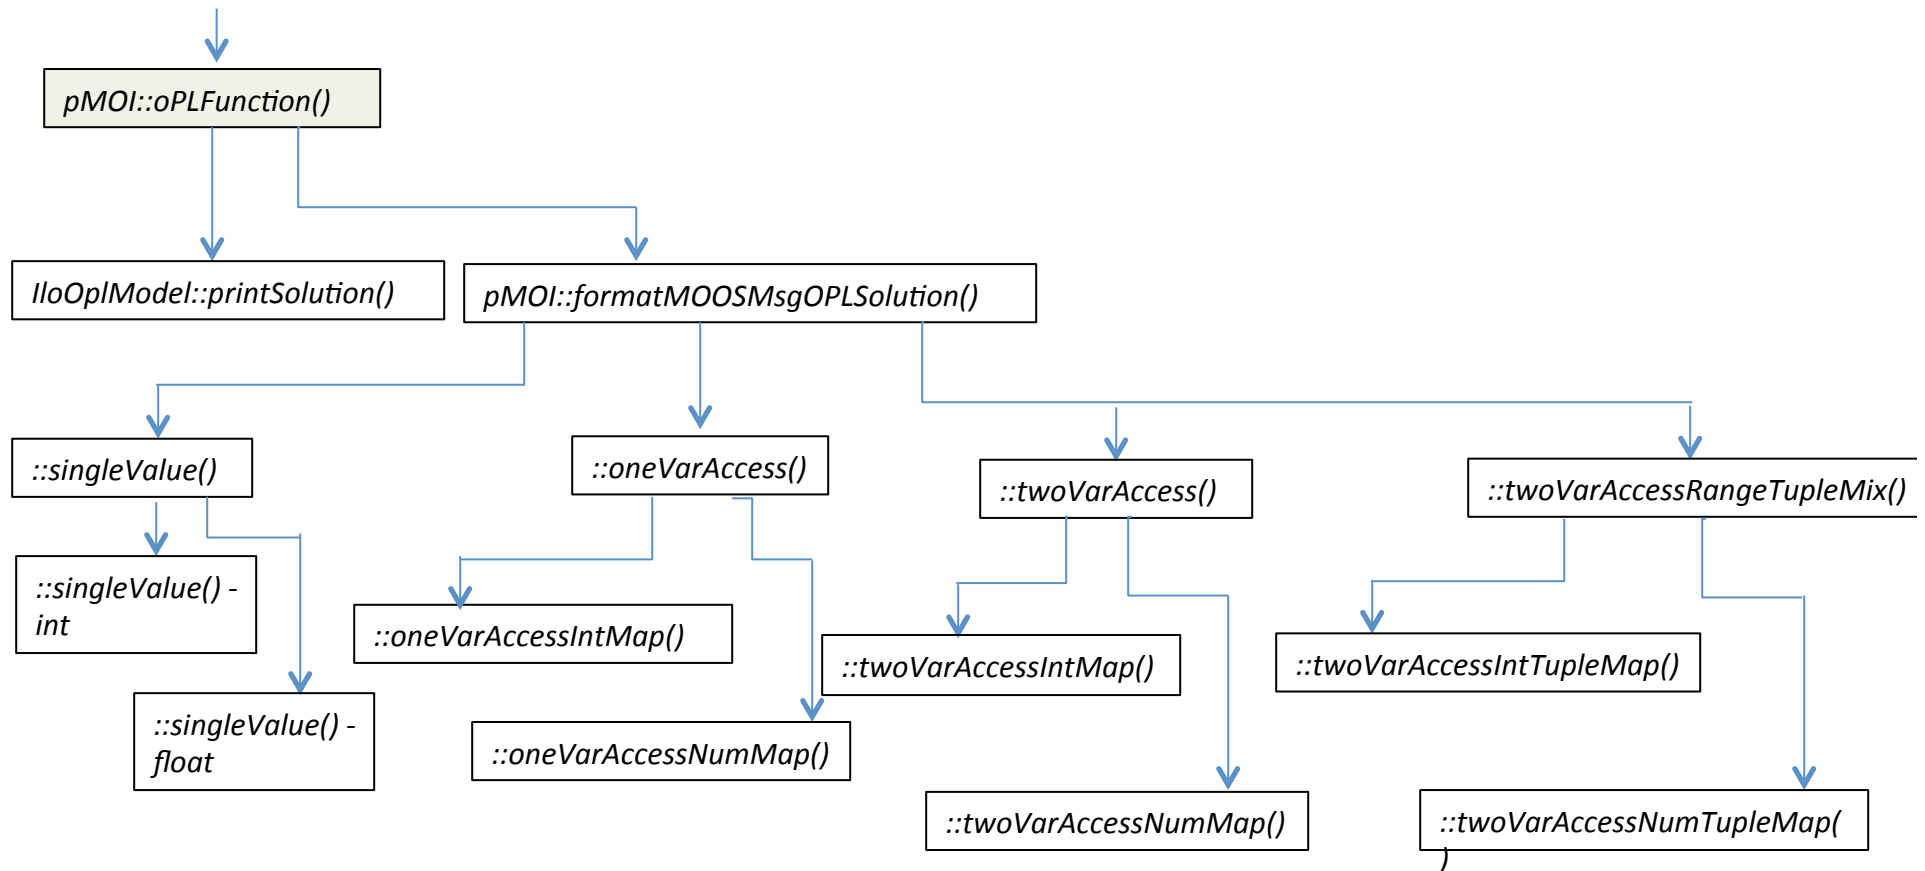 pMOI::oPLFunction()
IloOplModel::printSolution()
pMOI::formatMOOSMsgOPLSolution()
::singleValue()
::oneVarAccess()
::twoVarAccess()
::twoVarAccessRangeTupleMix()
::singleValue() -
int
::oneVarAccessIntMap()
::twoVarAccessIntMap()
::twoVarAccessIntTupleMap()
::singleValue() -
float
::oneVarAccessNumMap()
::twoVarAccessNumMap()
::twoVarAccessNumTupleMap(
)